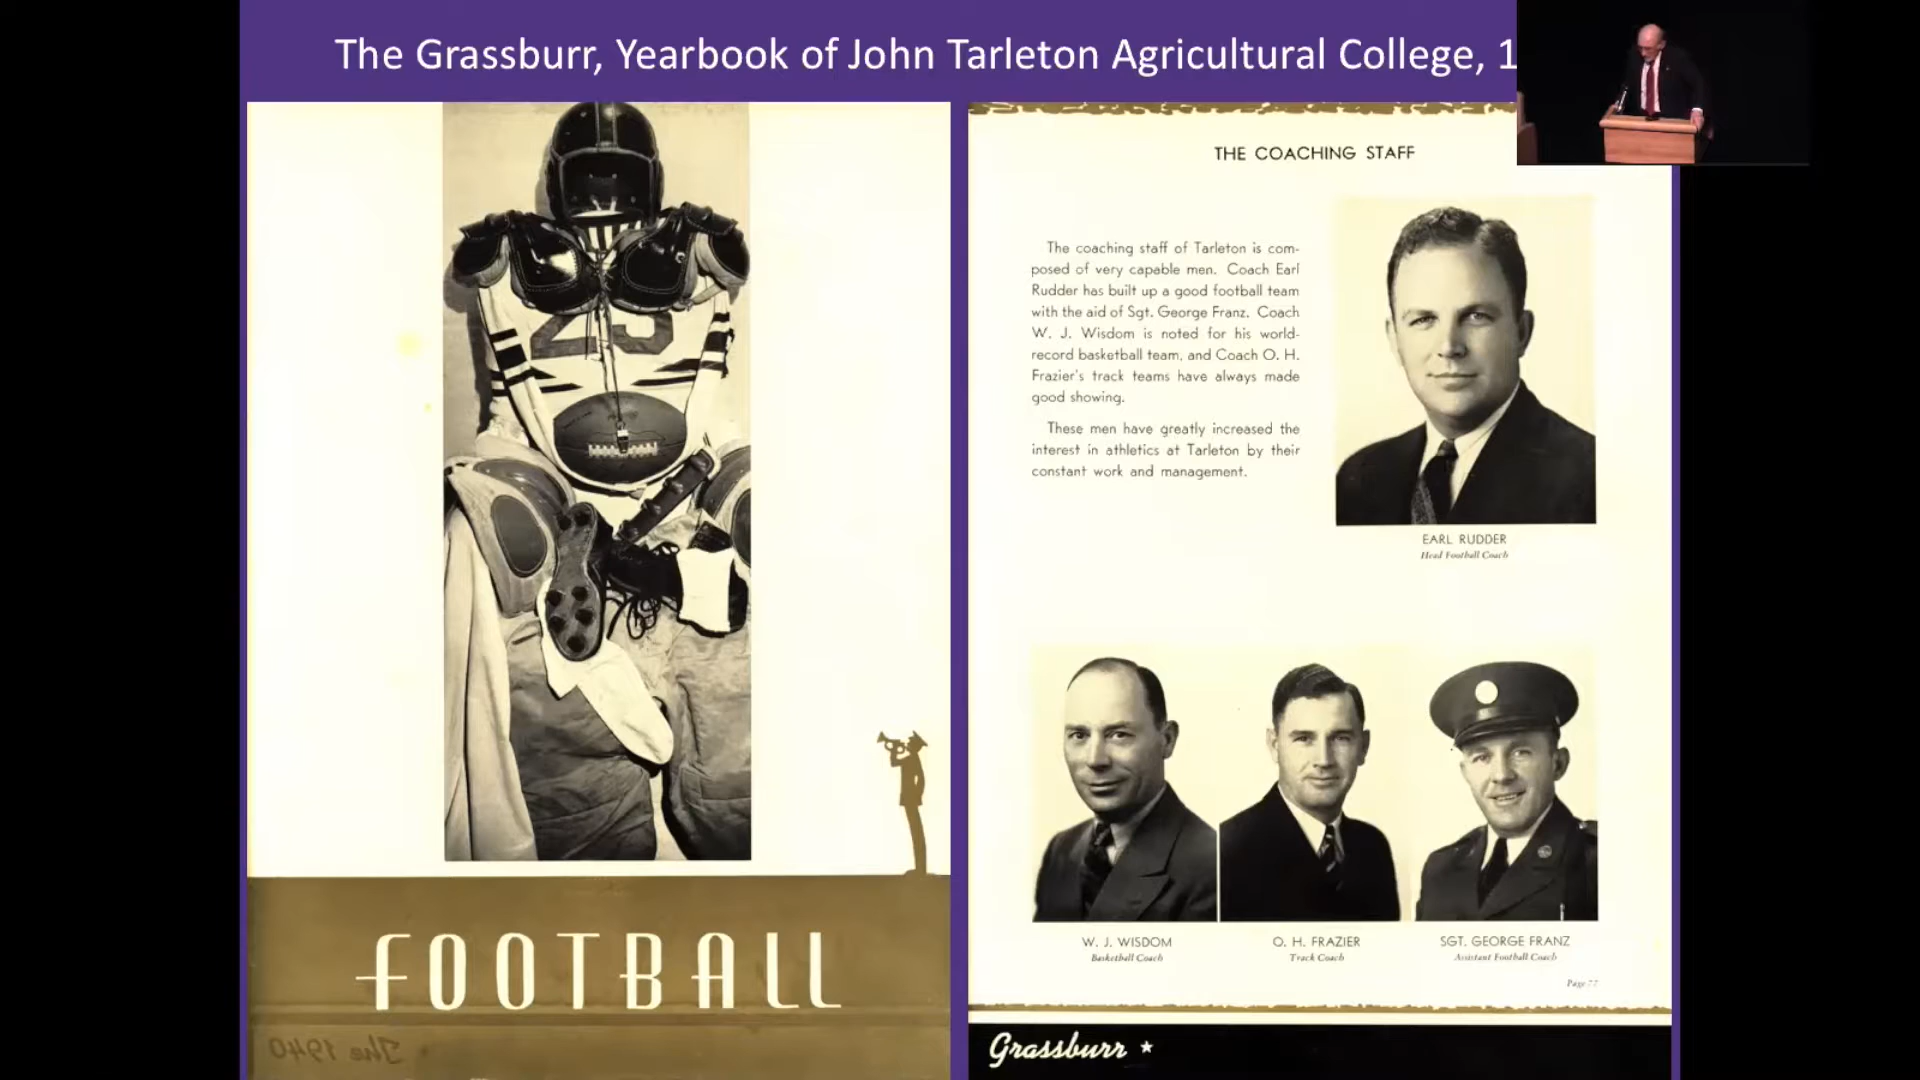 The Grassburr, Yearbook of John Tarleton Agricultural College, 1
THE COACHING STAFF
The coaching staff of Tarleton is com-
posed of very capable men. Coach Earl
Rudder has built up a good football team
with the aid of Sgt. George Franz. Coach
W. J. Wisdom is noted for his world-
record basketball team, and Coach O. H.
Frazier's track teams have always made
good showing.
These men have greatly increased the
interest in athletics at Tarleton by their
constant work and management.
25
EARL RUDDER
Head Football Coach
W. J. WISDOM
Basketball Coach
O. H. FRAZIER
Track Coach
SGT. GEORGE FRANZ
Assistant Football Coach
Page 77
FOOTBALL
The 1940
Grassburr